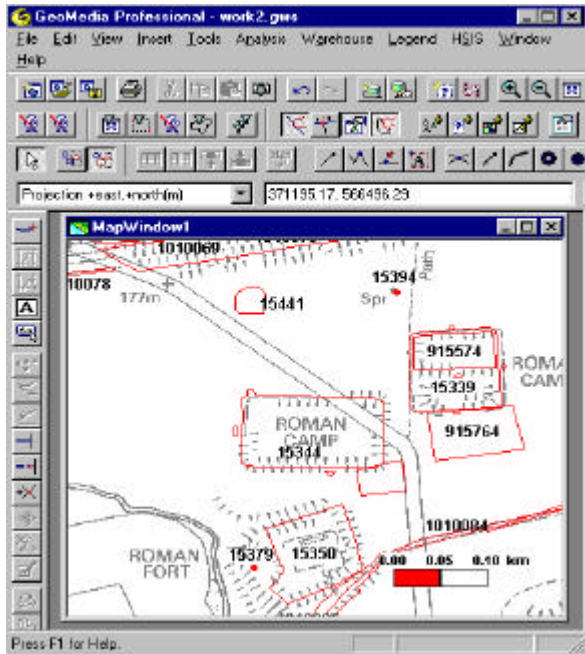 GeoMedia Professional - work2.gws
File Edit View Insert Tools Analysis Warehouse Legend HSIS Window
Help
Projection +east,+north(m) 371195.17, 566496.29
MapWindow1
1010069
10078
177m
15441
15394
Spr
Path
915574
ROMA
CAM
15339
915764
ROMAN
CAMP
15344
1010084
ROMAN
FORT
15379
15350
0.00 0.05 0.10 km
Press F1 for Help.